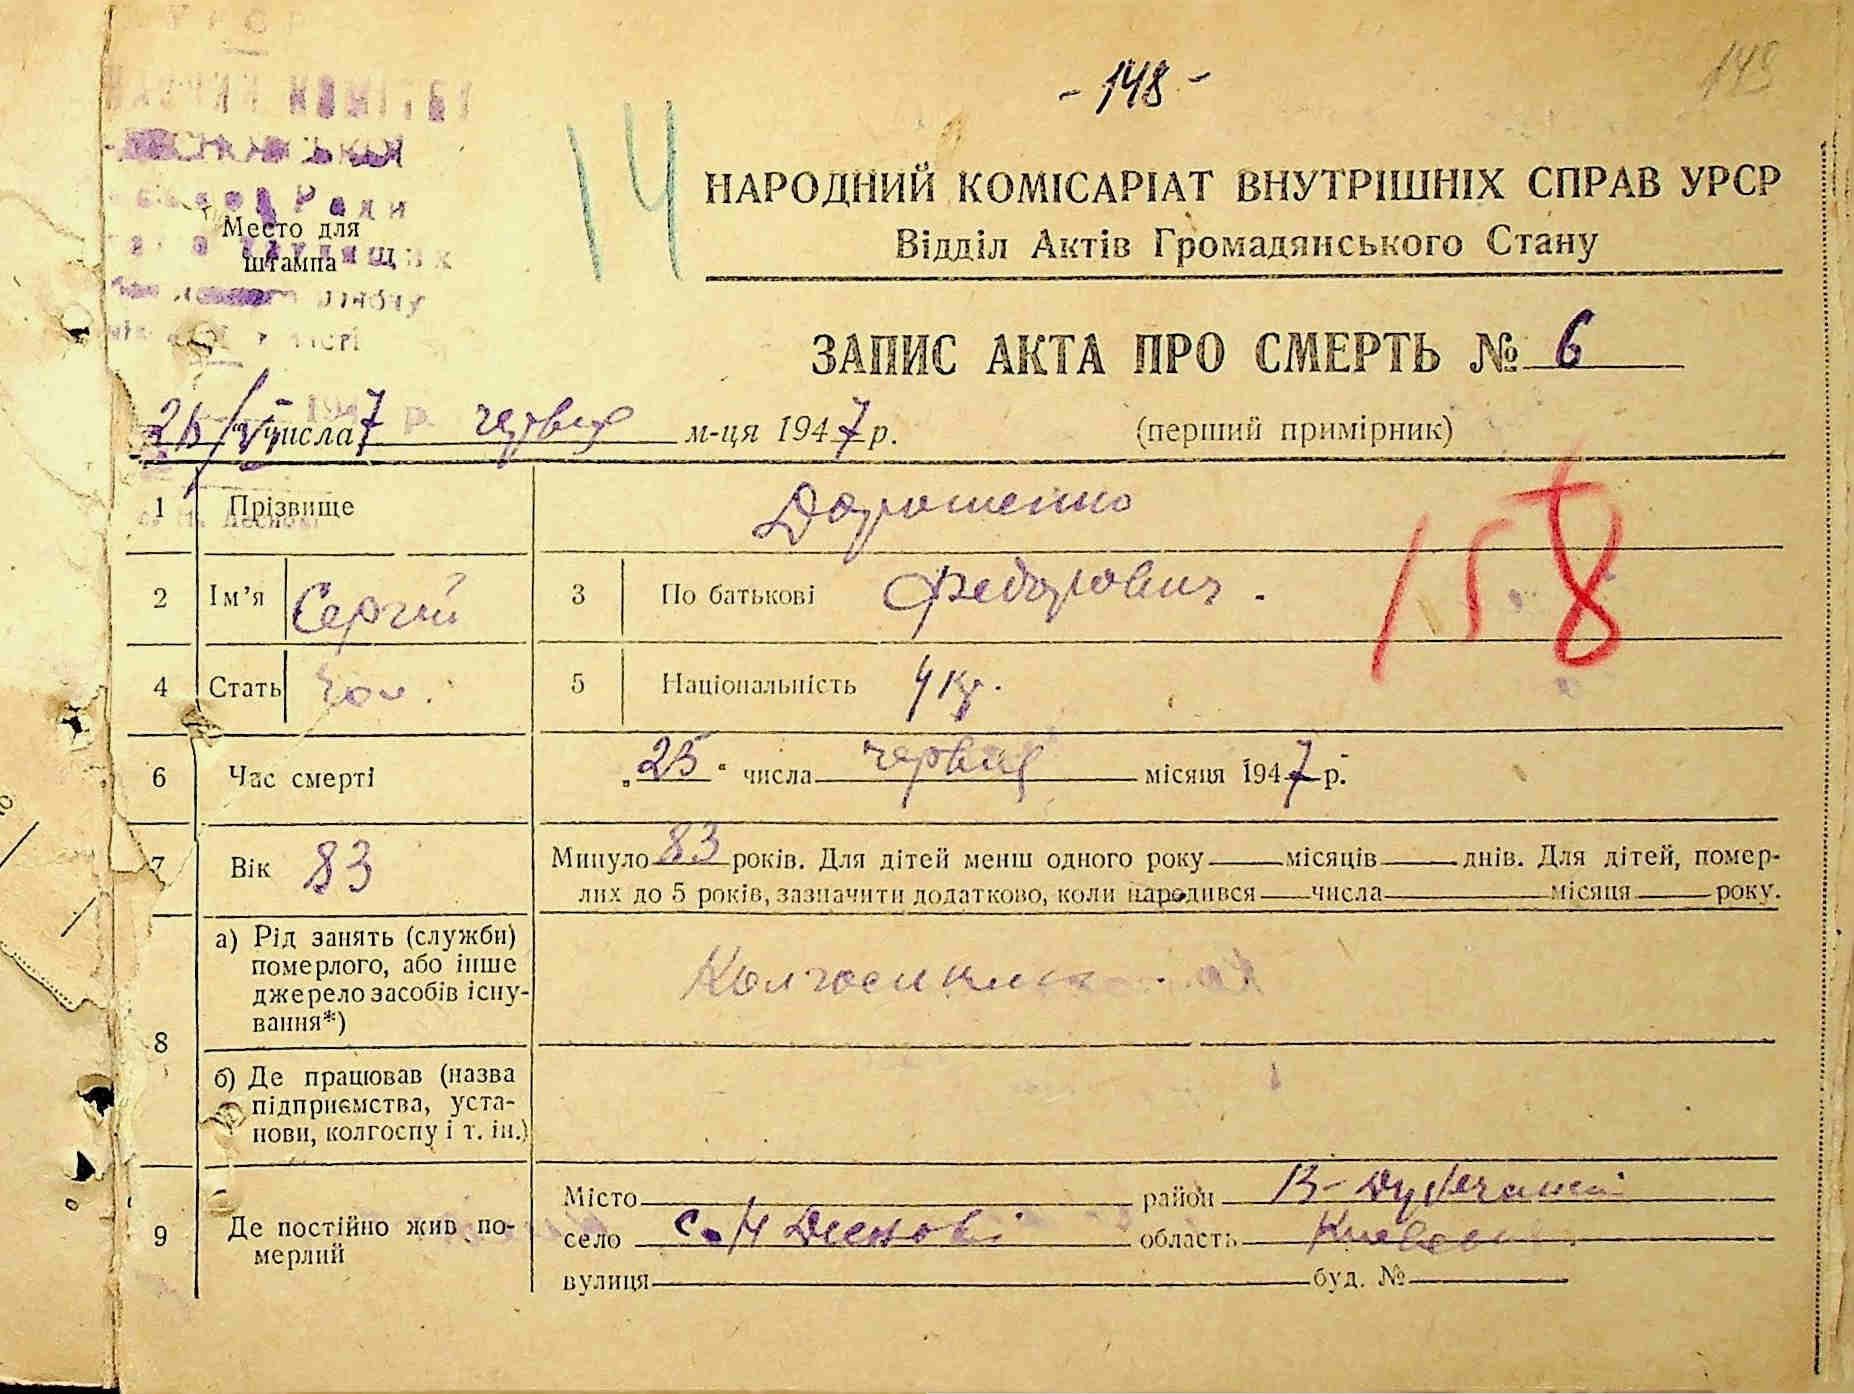 - 148 -
148
14
Место для
штампа
НАРОДНИЙ КОМІСАРІАТ ВНУТРІШНІХ СПРАВ УРСР
Відділ Актів Громадянського Стану
ЗАПИС АКТА ПРО СМЕРТЬ № 6
числа червня м-ця 1947 р. (перший примірник)
158
1 Прізвище Дорошенко
2 Ім’я Сергій 3 По батькові Федорович.
4 Стать чол. 5 Національність укр.
6 Час смерті „25“ числа червня місяця 1947 р.
7 Вік 83 Минуло 83 років. Для дітей менш одного року місяців днів. Для дітей, помер-
лих до 5 років, зазначити додатково, коли народився числа місяця року.
8 а) Рід занять (служби)
померлого, або інше
джерело засобів існу-
вання*)
б) Де працював (назва
підприємства, уста-
нови, колгоспу і т. ін.)
9 Де постійно жив по-
мерлий
Місто район В-Дубечанськ
село область Київська
вулиця буд. №